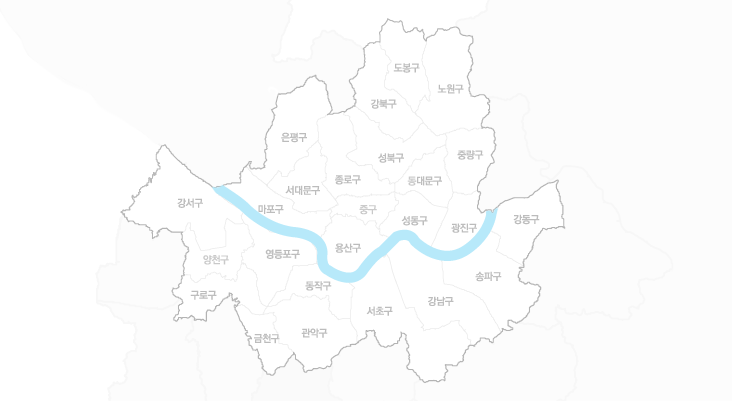 도봉구
노원구
강북구
은평구
성북구
중랑구
종로구
동대문구
서대문구
강서구
마포구
중구
성동구
강동구
광진구
용산구
영등포구
양천구
송파구
동작구
구로구
강남구
서초구
관악구
금천구